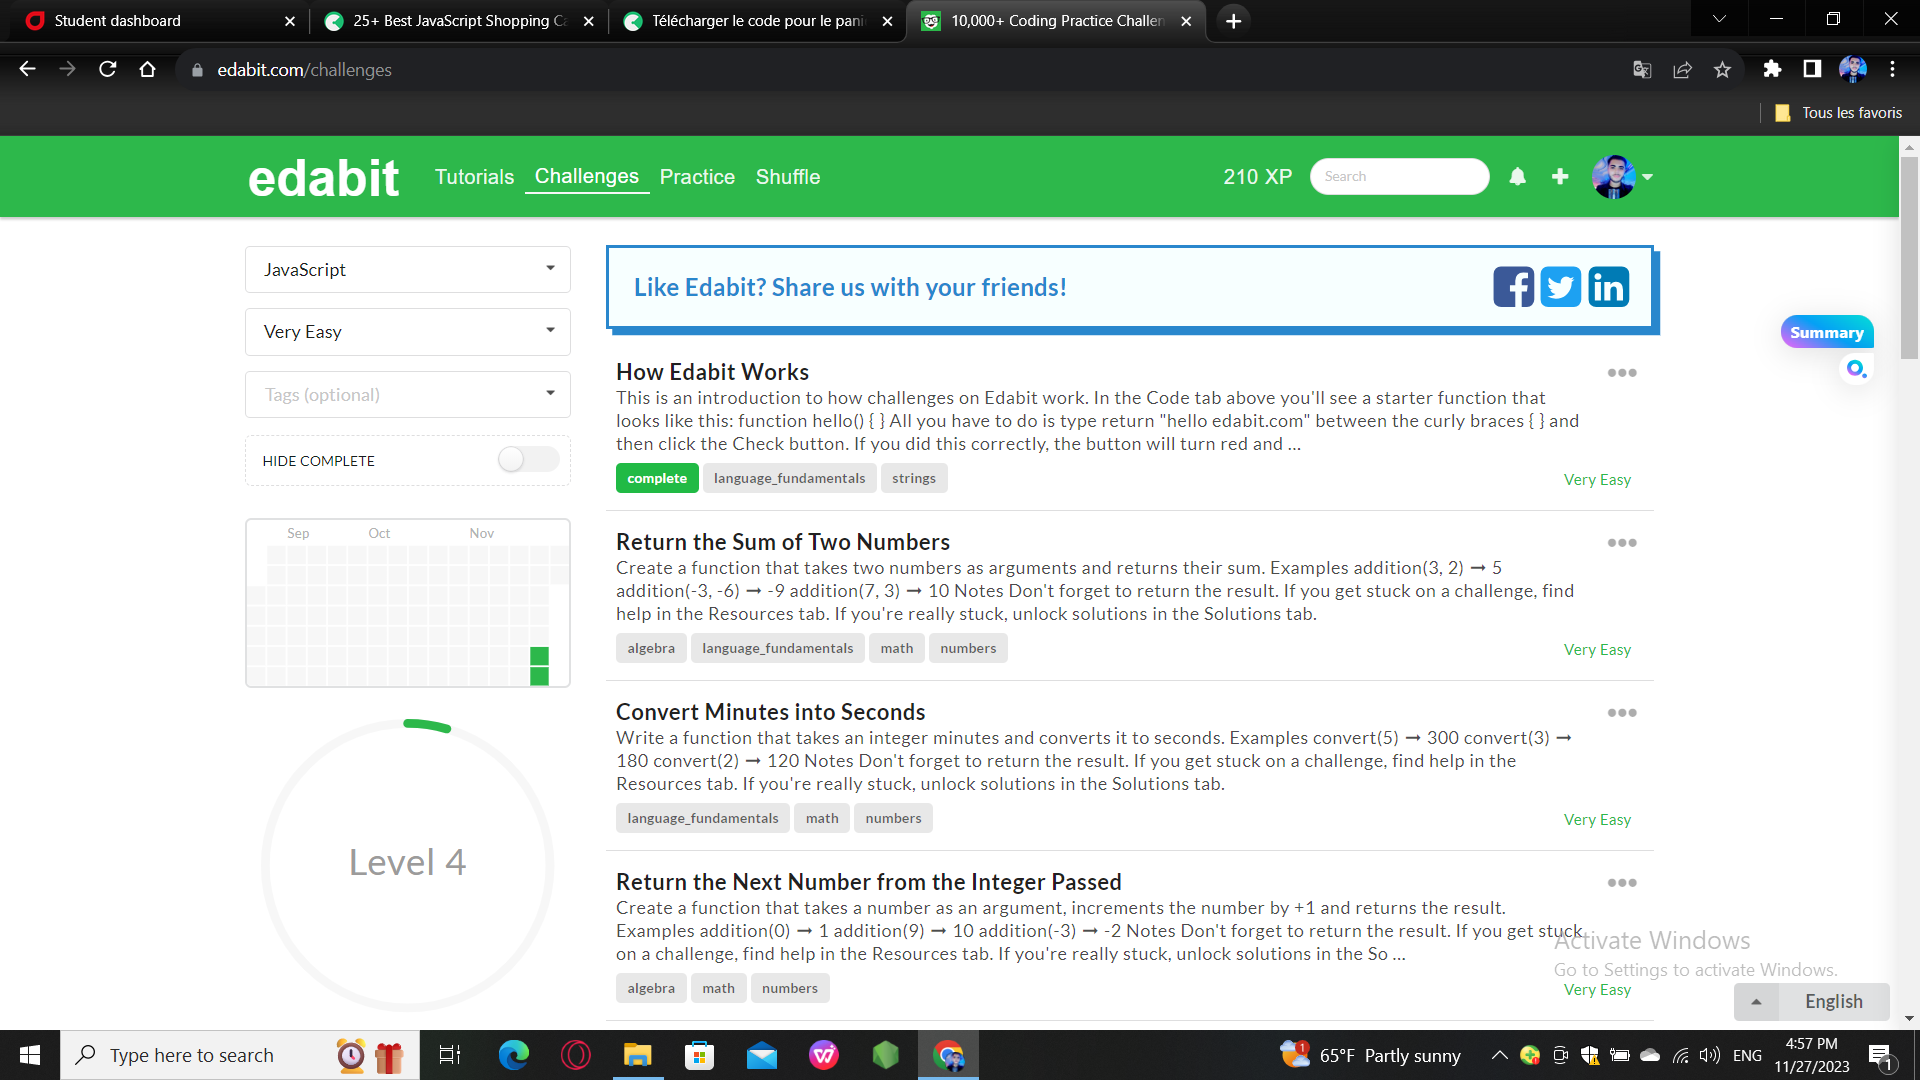 Student dashboard
25+ Best JavaScript Shopping Ca
Télécharger le code pour le pani
10,000+ Coding Practice Challen
edabit.com/challenges
Tous les favoris
edabit
Tutorials
Challenges
Practice
Shuffle
210 XP
Search
JavaScript
Very Easy
Tags (optional)
HIDE COMPLETE
Sep Oct Nov
Level 4
Like Edabit? Share us with your friends!
Summary
How Edabit Works
This is an introduction to how challenges on Edabit work. In the Code tab above you'll see a starter function that
looks like this: function hello() { } All you have to do is type return "hello edabit.com" between the curly braces { } and
then click the Check button. If you did this correctly, the button will turn red and ...
complete language_fundamentals strings
Very Easy
Return the Sum of Two Numbers
Create a function that takes two numbers as arguments and returns their sum. Examples addition(3, 2) ➞ 5
addition(-3, -6) ➞ -9 addition(7, 3) ➞ 10 Notes Don't forget to return the result. If you get stuck on a challenge, find
help in the Resources tab. If you're really stuck, unlock solutions in the Solutions tab.
algebra language_fundamentals math numbers
Very Easy
Convert Minutes into Seconds
Write a function that takes an integer minutes and converts it to seconds. Examples convert(5) ➞ 300 convert(3) ➞
180 convert(2) ➞ 120 Notes Don't forget to return the result. If you get stuck on a challenge, find help in the
Resources tab. If you're really stuck, unlock solutions in the Solutions tab.
language_fundamentals math numbers
Very Easy
Return the Next Number from the Integer Passed
Create a function that takes a number as an argument, increments the number by +1 and returns the result.
Examples addition(0) ➞ 1 addition(9) ➞ 10 addition(-3) ➞ -2 Notes Don't forget to return the result. If you get stuck
on a challenge, find help in the Resources tab. If you're really stuck, unlock solutions in the So ...
algebra math numbers
Very Easy
Activate Windows
Go to Settings to activate Windows.
English
Type here to search
1
65°F Partly sunny
ENG
4:57 PM
11/27/2023
1